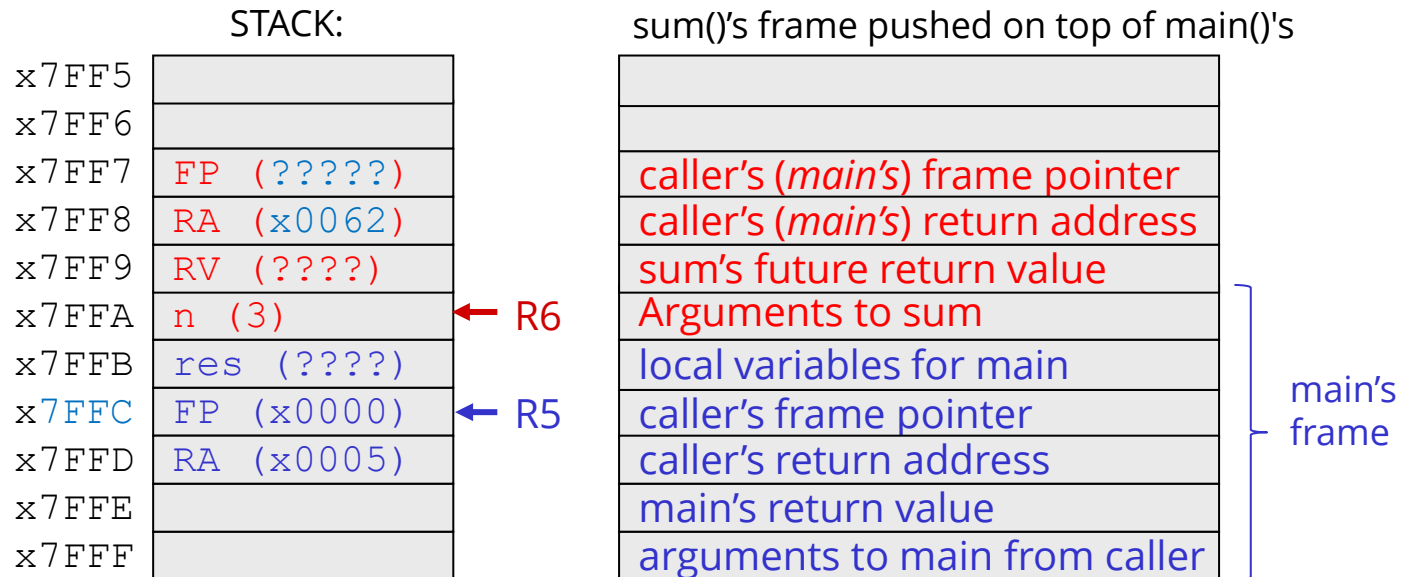 STACK: sum()’s frame pushed on top of main()'s
x7FF5
x7FF6
x7FF7 FP (?????) caller’s (main’s) frame pointer
x7FF8 RA (x0062) caller’s (main’s) return address
x7FF9 RV (????) sum’s future return value
x7FFA n (3) R6 Arguments to sum
x7FFB res (????) local variables for main
x7FFC FP (x0000) R5 caller’s frame pointer
main’s
frame
x7FFD RA (x0005) caller’s return address
x7FFE main’s return value
x7FFF arguments to main from caller